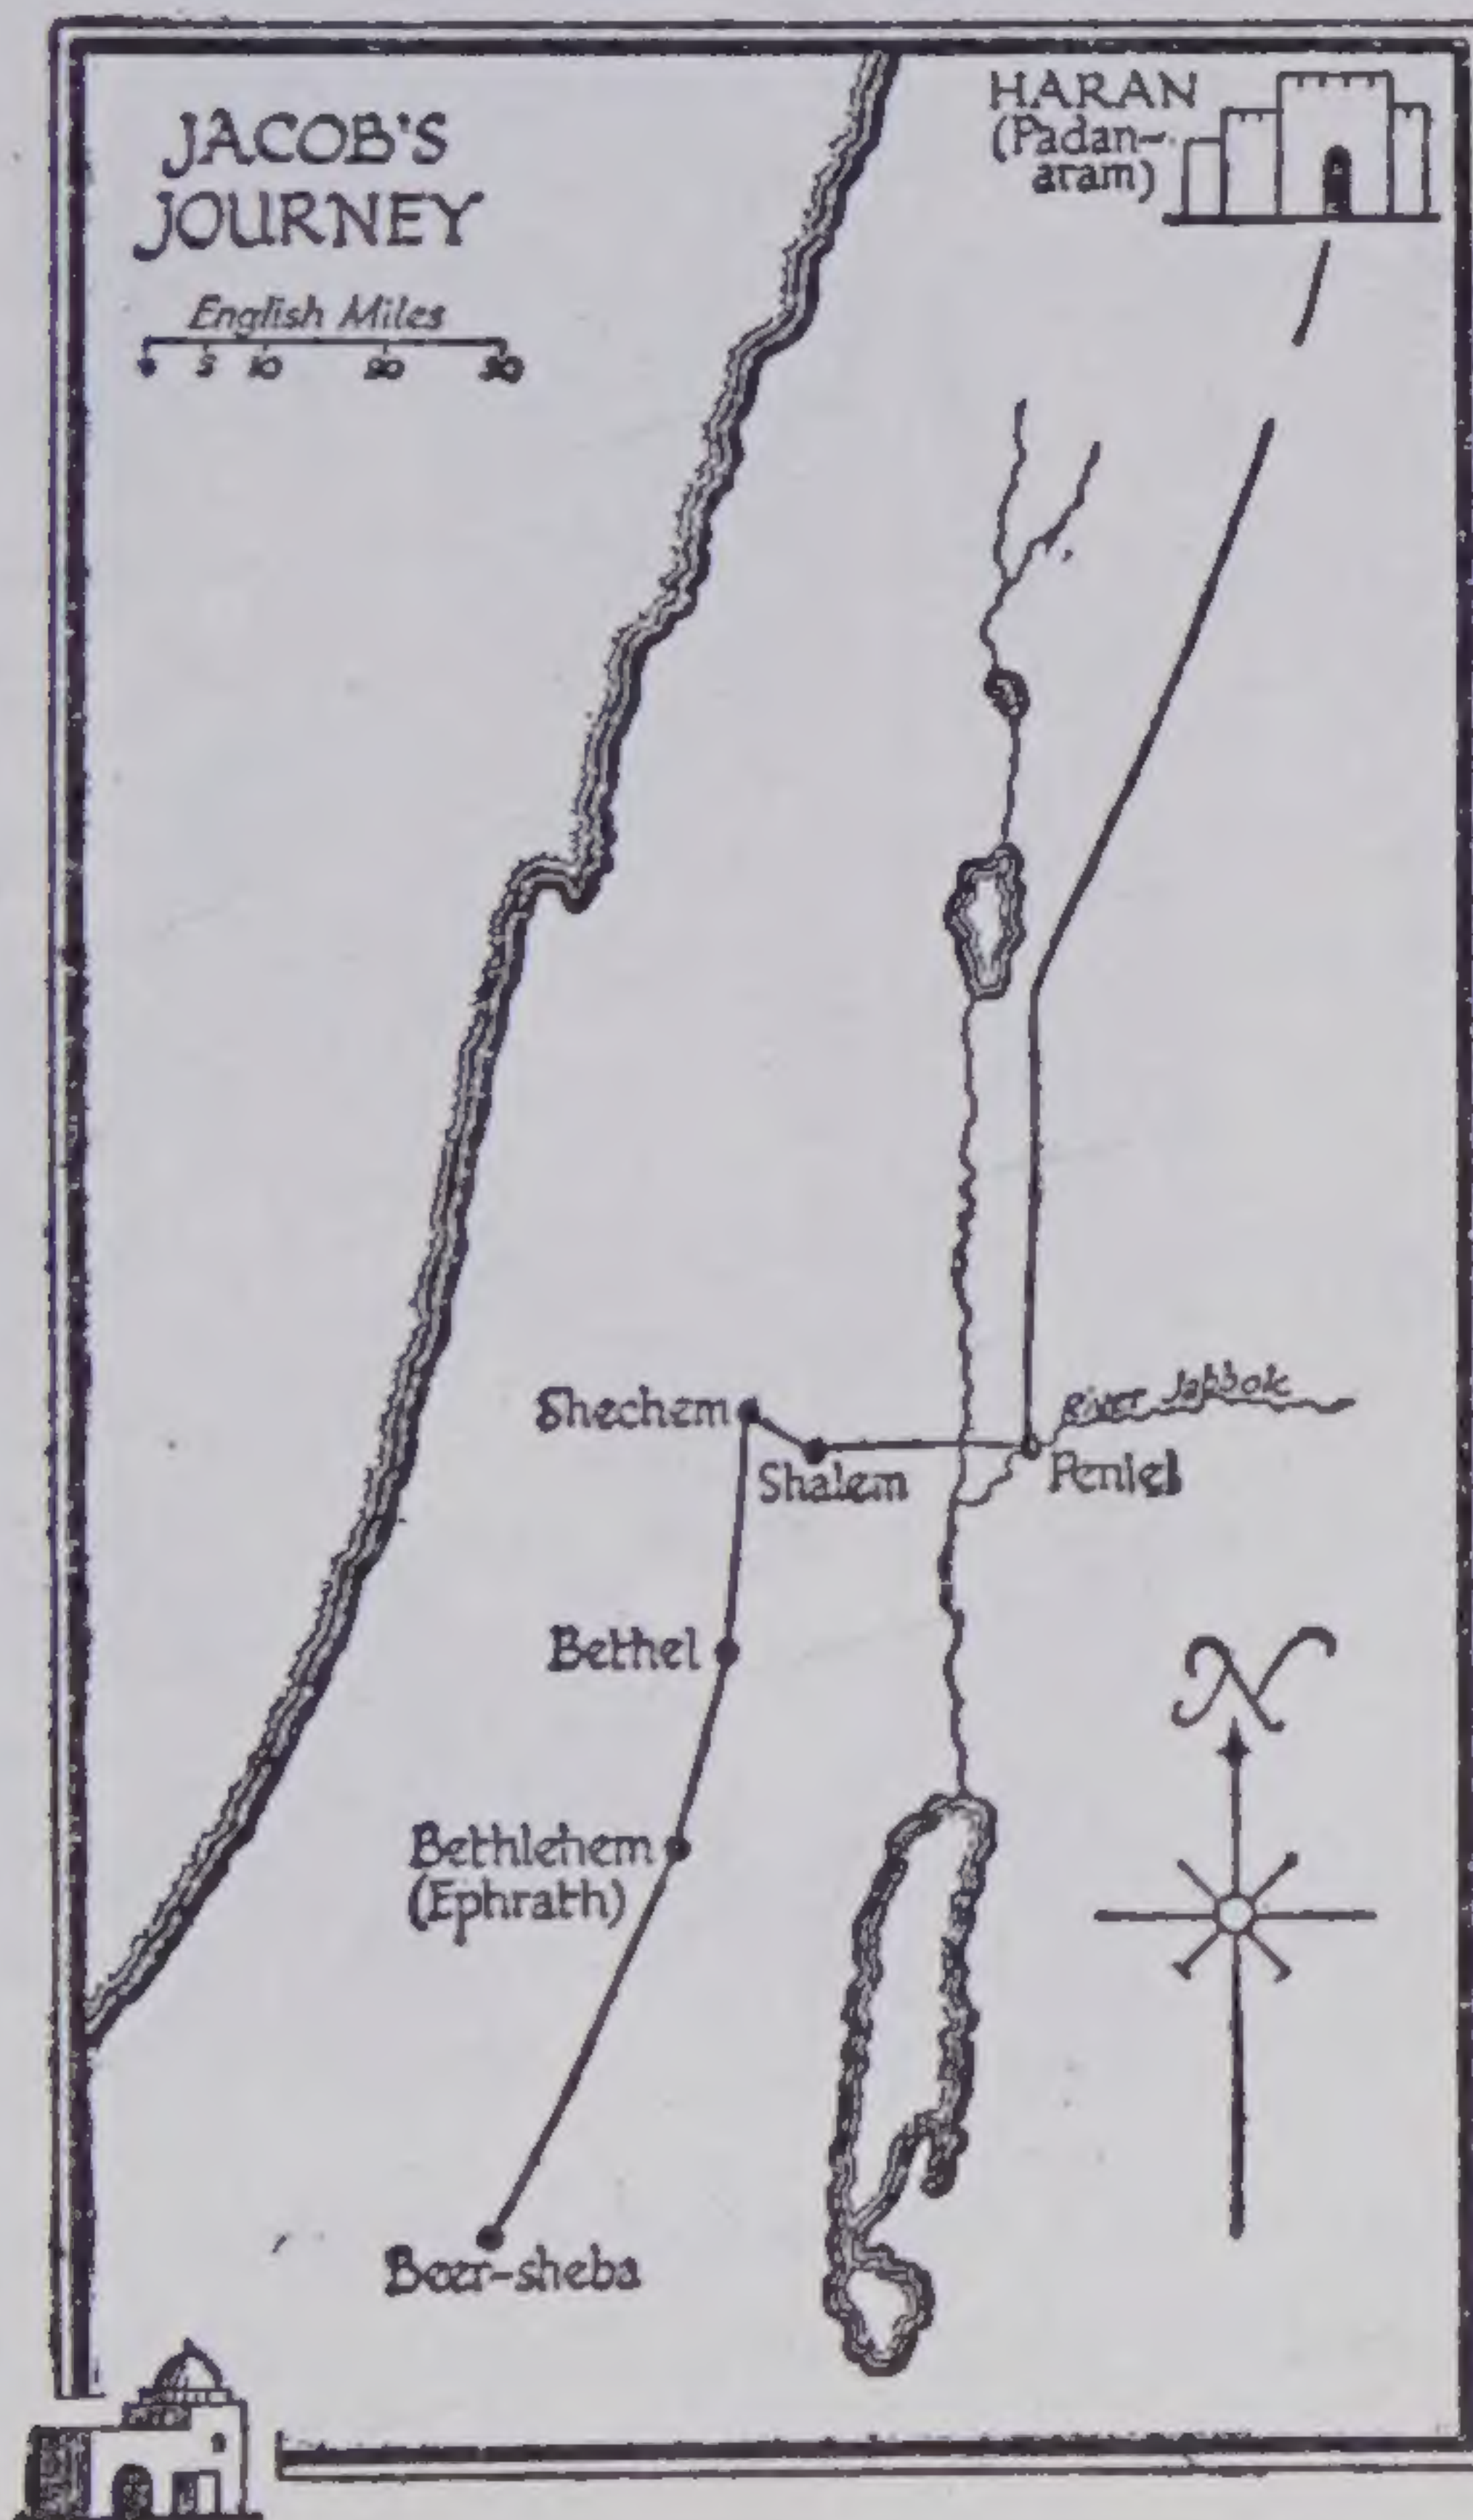 JACOB'S
JOURNEY
English Miles
0 5 10 20 30
HARAN
(Padan-
aram)
Shechem
Shalem
River Jabbok
Peniel
Bethel
N
Bethlehem
(Ephrath)
Beer-sheba